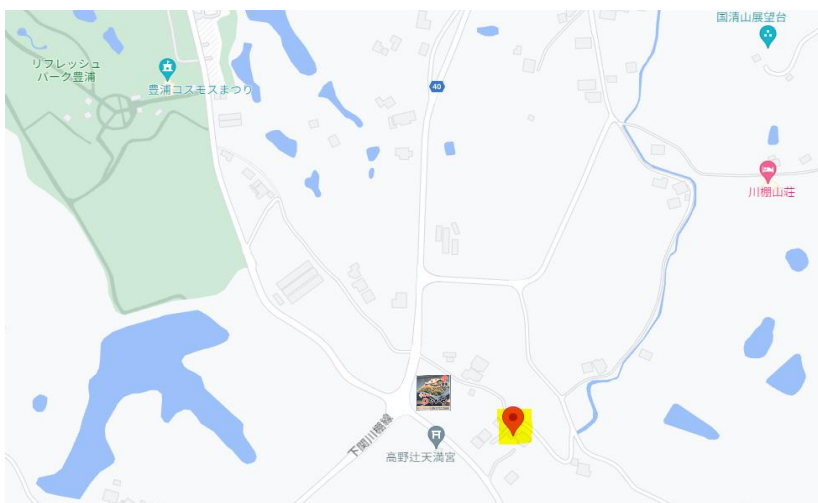 国清山展望台
リフレッシュ
パーク豊浦
豊浦コスモスまつり
40
川棚山荘
下関川棚線
高野辻天満宮